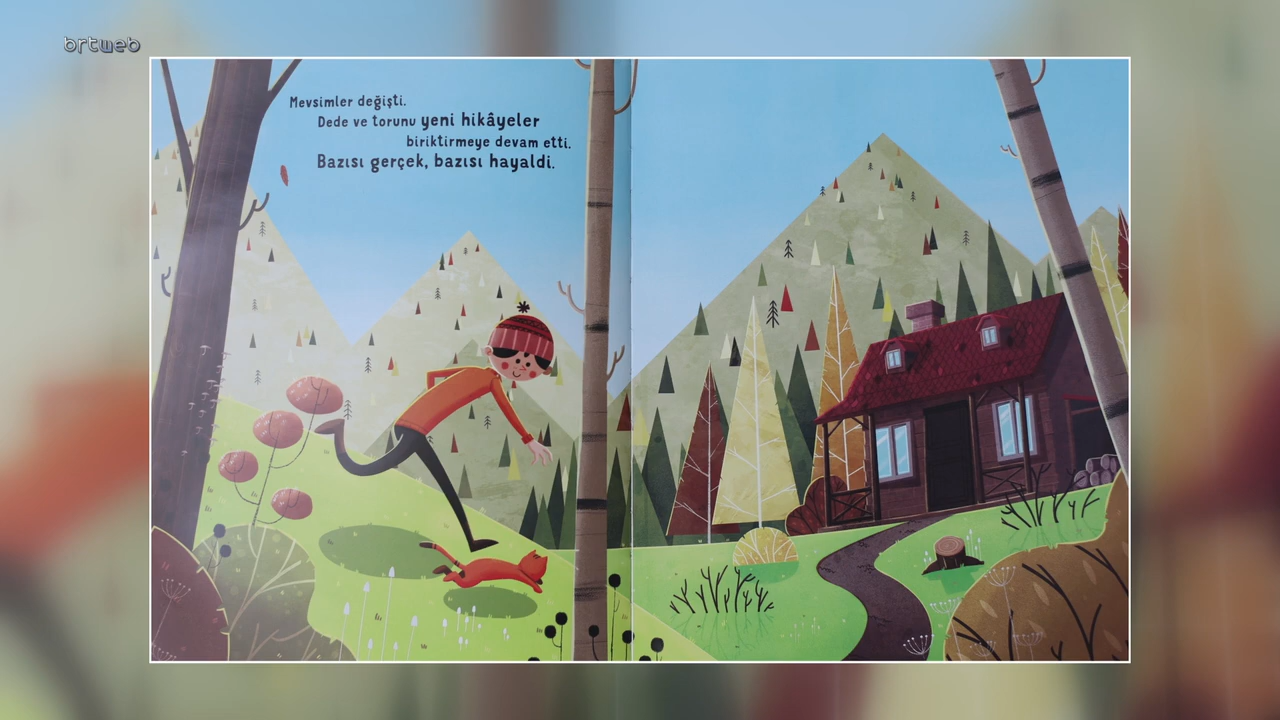 brtweb
Mevsimler değişti.
Dede ve torunu yeni hikâyeler
biriktirmeye devam etti.
Bazısı gerçek, bazısı hayaldi.